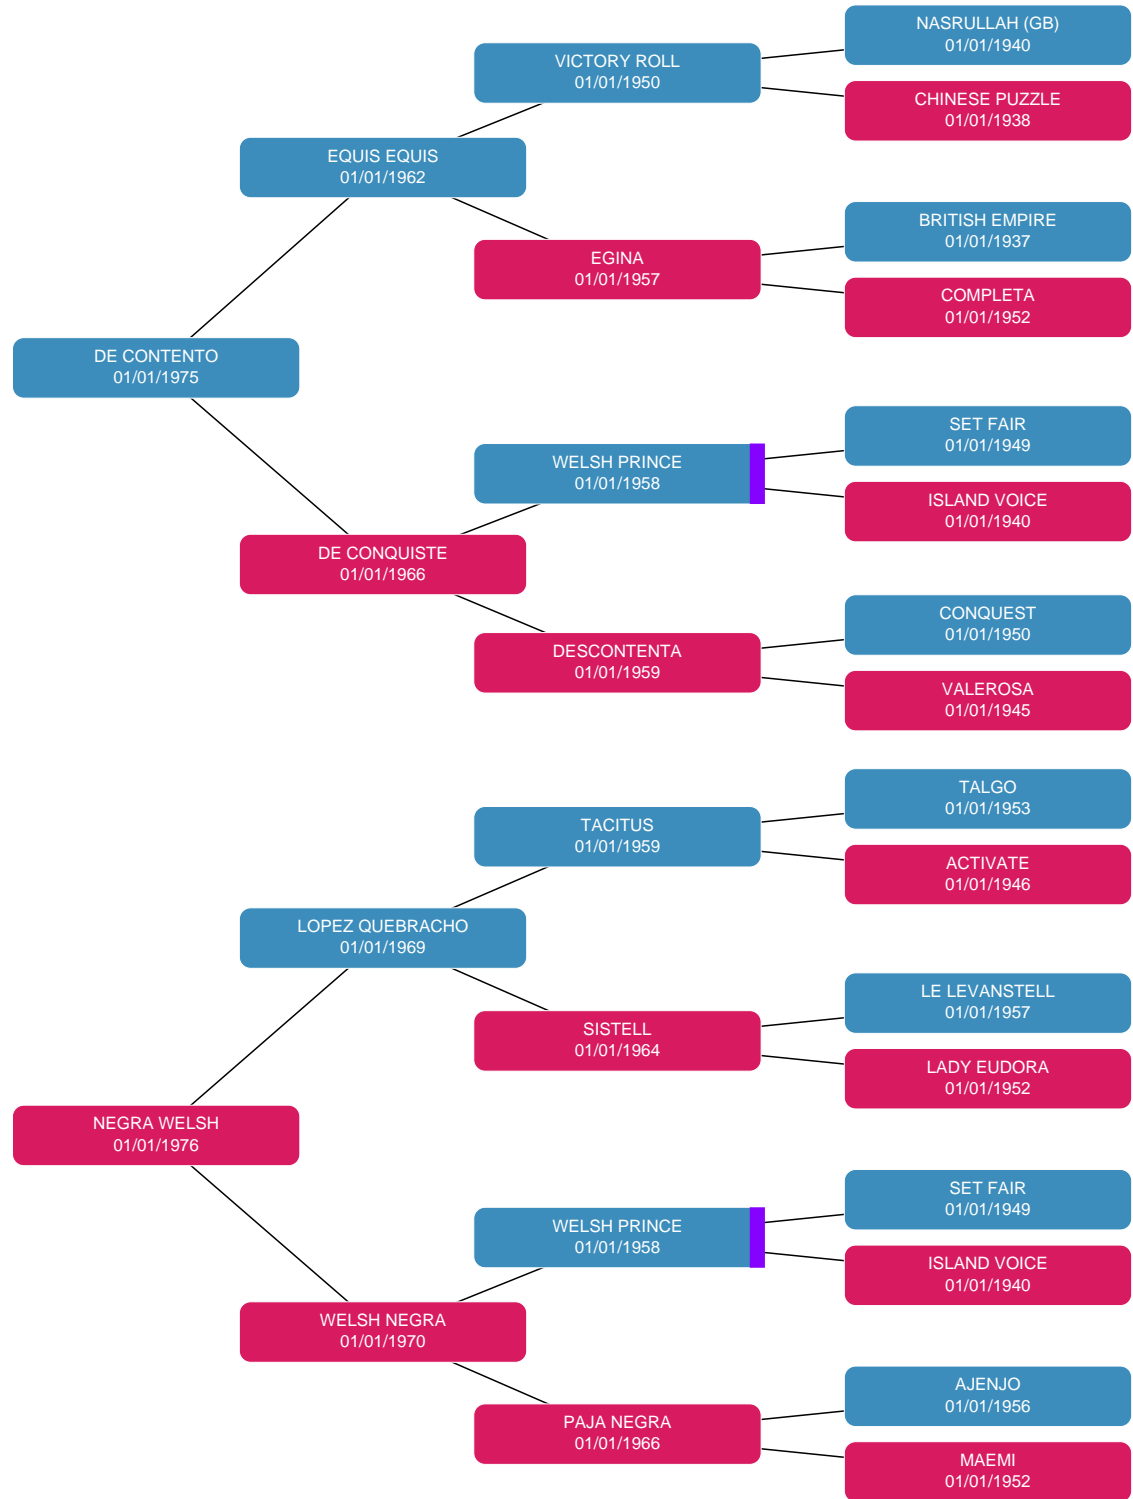 NASRULLAH (GB)
01/01/1940
VICTORY ROLL
01/01/1950
CHINESE PUZZLE
01/01/1938
EQUIS EQUIS
01/01/1962
BRITISH EMPIRE
01/01/1937
EGINA
01/01/1957
COMPLETA
01/01/1952
DE CONTENTO
01/01/1975
SET FAIR
01/01/1949
WELSH PRINCE
01/01/1958
ISLAND VOICE
01/01/1940
DE CONQUISTE
01/01/1966
CONQUEST
01/01/1950
DESCONTENTA
01/01/1959
VALEROSA
01/01/1945
TALGO
01/01/1953
TACITUS
01/01/1959
ACTIVATE
01/01/1946
LOPEZ QUEBRACHO
01/01/1969
LE LEVANSTELL
01/01/1957
SISTELL
01/01/1964
LADY EUDORA
01/01/1952
NEGRA WELSH
01/01/1976
SET FAIR
01/01/1949
WELSH PRINCE
01/01/1958
ISLAND VOICE
01/01/1940
WELSH NEGRA
01/01/1970
AJENJO
01/01/1956
PAJA NEGRA
01/01/1966
MAEMI
01/01/1952